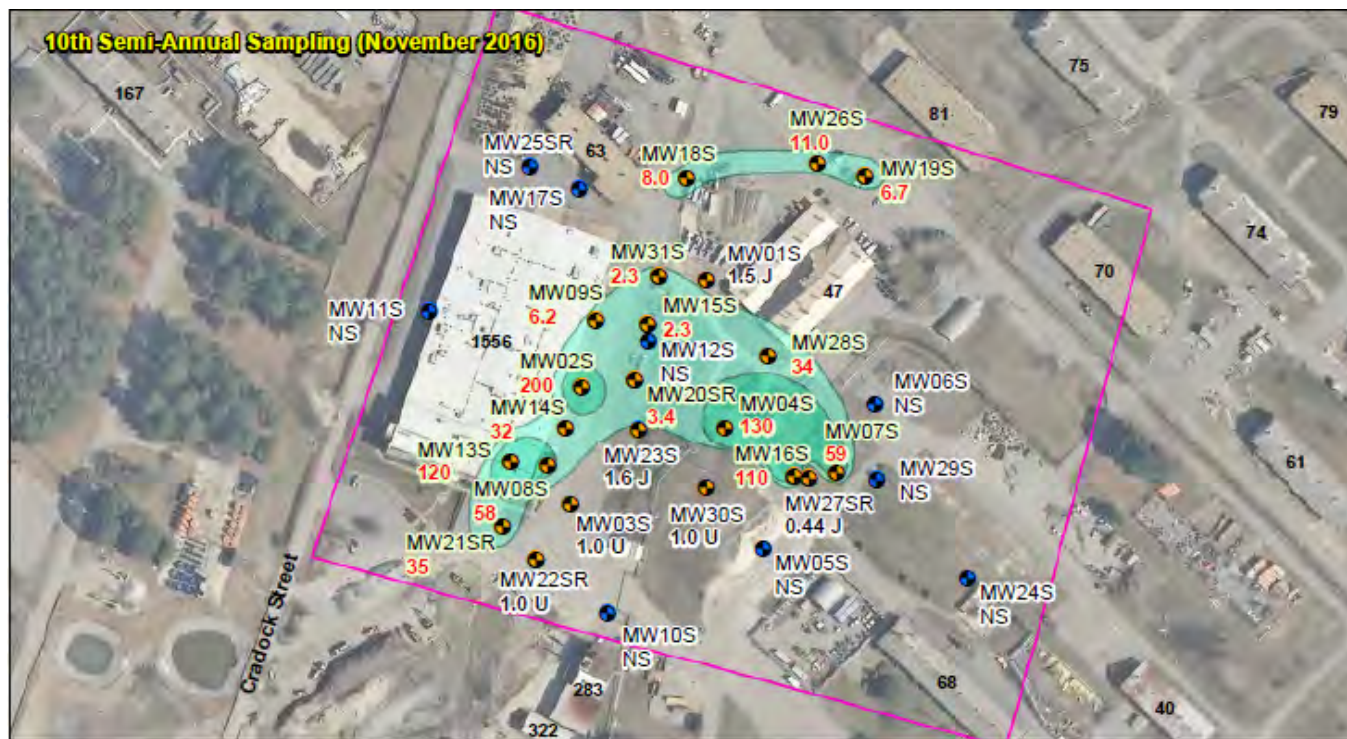 10th Semi-Annual Sampling (November 2016)
167
75
79
81
MW26S
11.0
MW25SR
NS
63
MW18S
8.0
MW19S
6.7
MW17S
NS
74
70
MW31S
2.3
MW01S
1.5 J
47
MW11S
NS
MW09S
6.2
MW15S
2.3
1556
MW12S
NS
MW28S
34
MW02S
200
MW20SR
3.4
MW04S
130
MW06S
NS
MW14S
32
61
MW13S
120
MW23S
1.6 J
MW16S
110
MW07S
59
MW29S
NS
MW08S
58
MW03S
1.0 U
MW30S
1.0 U
MW27SR
0.44 J
MW21SR
35
MW22SR
1.0 U
MW05S
NS
MW24S
NS
Cradock Street
MW10S
NS
283
68
40
322